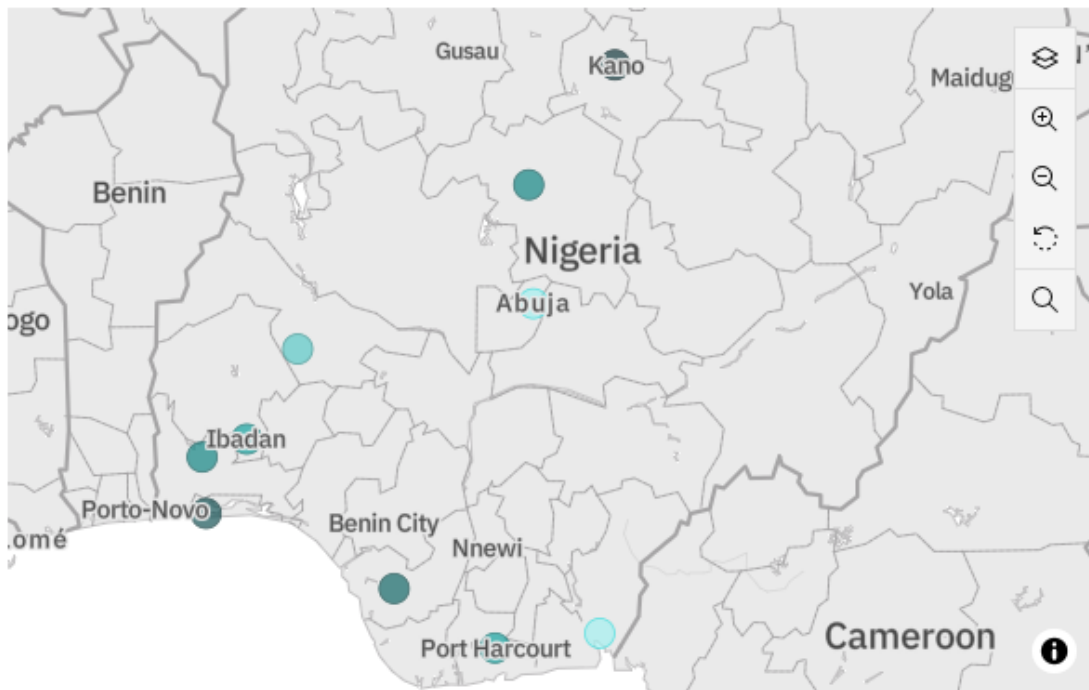 Gusau
Kano
Maidug
Benin
Nigeria
Abuja
Yola
ogo
Ibadan
Porto-Novo
Benin City
omé
Nnewi
Port Harcourt
Cameroon